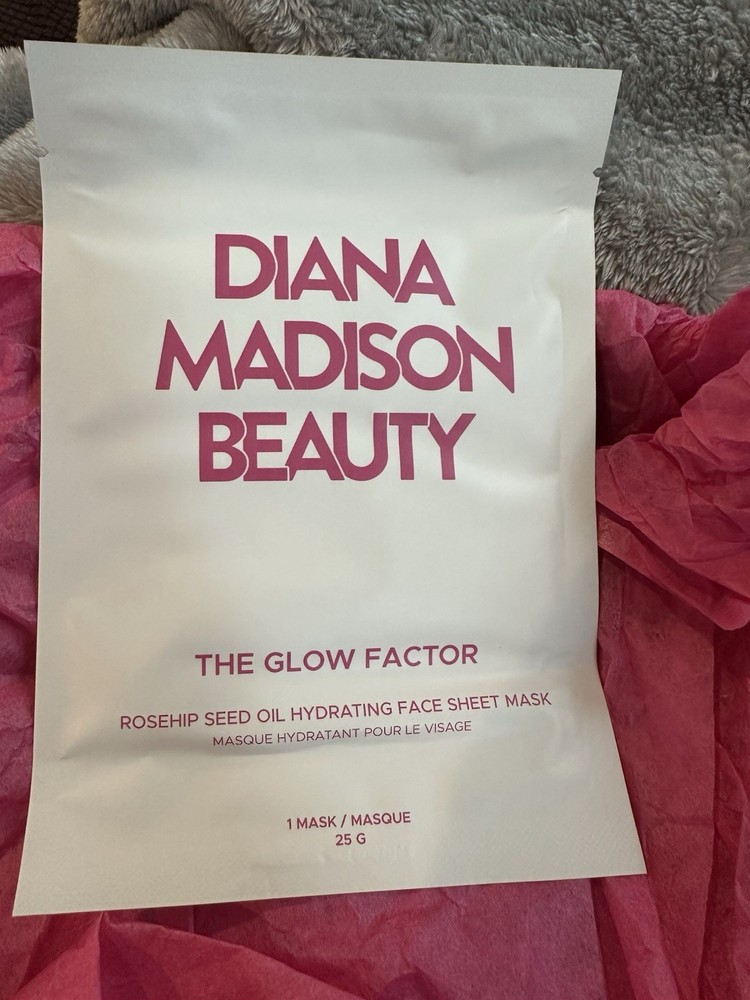 DIANA
MADISON
BEAUTY
THE GLOW FACTOR
ROSEHIP SEED OIL HYDRATING FACE SHEET MASK
MASQUE HYDRATANT POUR LE VISAGE
1 MASK / MASQUE
25 G